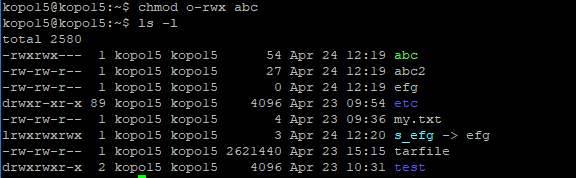 kopo15@kopo15:~$ chmod o-rwx abc
kopo15@kopo15:~$ ls -l
total 2580
-rwxrwx--- 1 kopo15 kopo15 54 Apr 24 12:19 abc
-rw-rw-r-- 1 kopo15 kopo15 27 Apr 24 12:19 abc2
-rw-rw-r-- 1 kopo15 kopo15 0 Apr 24 12:19 efg
drwxr-xr-x 89 kopo15 kopo15 4096 Apr 23 09:54 etc
-rw-rw-r-- 1 kopo15 kopo15 4 Apr 23 09:36 my.txt
lrwxrwxrwx 1 kopo15 kopo15 3 Apr 24 12:20 s_efg -> efg
-rw-rw-r-- 1 kopo15 kopo15 2621440 Apr 23 15:15 tarfile
drwxrwxr-x 2 kopo15 kopo15 4096 Apr 23 10:31 test